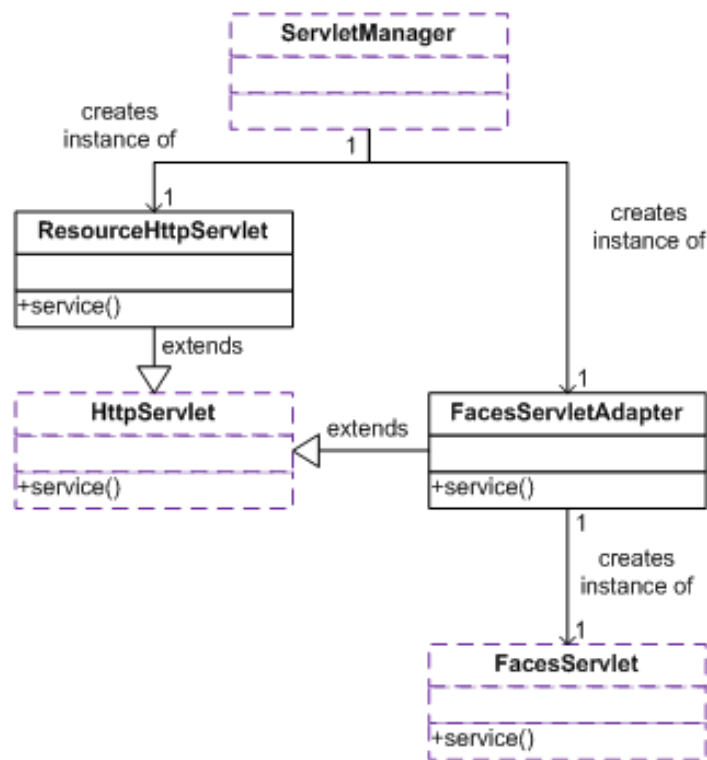 ServletManager
creates
instance of
1
1
creates
instance of
ResourceHttpServlet
+service()
extends
1
HttpServlet
+service()
extends
FacesServletAdapter
+service()
1
creates
instance of
1
FacesServlet
+service()